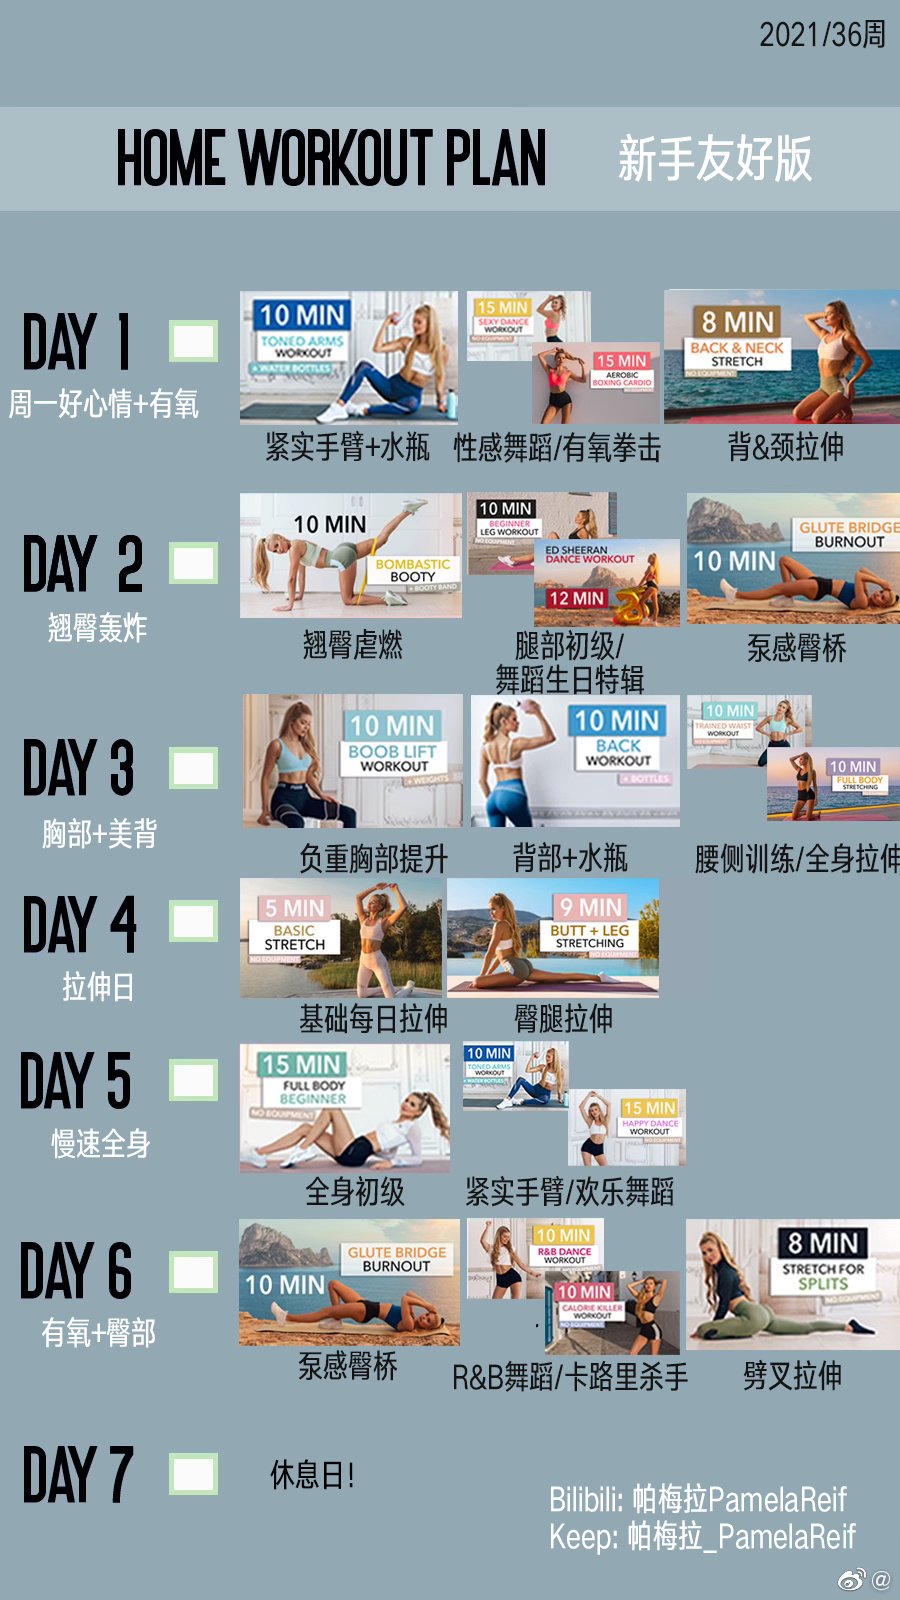 2021/36周
HOME WORKOUT PLAN
新手友好版
DAY 1
周一好心情+有氧
10 MIN
TONED ARMS
WORKOUT
+ WATER BOTTLES
紧实手臂+水瓶
15 MIN
SEXY DANCE
WORKOUT
NO EQUIPMENT
15 MIN
AEROBIC
BOXING CARDIO
NO EQUIPMENT
性感舞蹈/有氧拳击
8 MIN
BACK & NECK
STRETCH
NO EQUIPMENT
背&颈拉伸
DAY 2
翘臀轰炸
10 MIN
BOMBASTIC
BOOTY
+ BOOTY BAND
翘臀虐燃
10 MIN
BEGINNER
LEG WORKOUT
NO EQUIPMENT
ED SHEERAN
DANCE WORKOUT
12 MIN
腿部初级/
舞蹈生日特辑
GLUTE BRIDGE
BURNOUT
10 MIN
泵感臀桥
DAY 3
胸部+美背
10 MIN
BOOB LIFT
WORKOUT
+ WEIGHTS
负重胸部提升
10 MIN
BACK
WORKOUT
+ BOTTLES
背部+水瓶
10 MIN
TRAINED WAIST
WORKOUT
NO EQUIPMENT
10 MIN
FULL BODY
STRETCHING
腰侧训练/全身拉伸
DAY 4
拉伸日
5 MIN
BASIC
STRETCH
NO EQUIPMENT
基础每日拉伸
9 MIN
BUTT + LEG
STRETCHING
NO EQUIPMENT
臀腿拉伸
DAY 5
慢速全身
15 MIN
FULL BODY
BEGINNER
NO EQUIPMENT
全身初级
10 MIN
TONED ARMS
WORKOUT
+ WATER BOTTLES
15 MIN
HAPPY DANCE
WORKOUT
NO EQUIPMENT
紧实手臂/欢乐舞蹈
DAY 6
有氧+臀部
GLUTE BRIDGE
BURNOUT
10 MIN
泵感臀桥
10 MIN
R&B DANCE
WORKOUT
NO EQUIPMENT
10 MIN
CALORIE KILLER
WORKOUT
NO EQUIPMENT
R&B舞蹈/卡路里杀手
8 MIN
STRETCH FOR
SPLITS
NO EQUIPMENT
劈叉拉伸
DAY 7
休息日!
Bilibili: 帕梅拉PamelaReif
Keep: 帕梅拉_PamelaReif
@